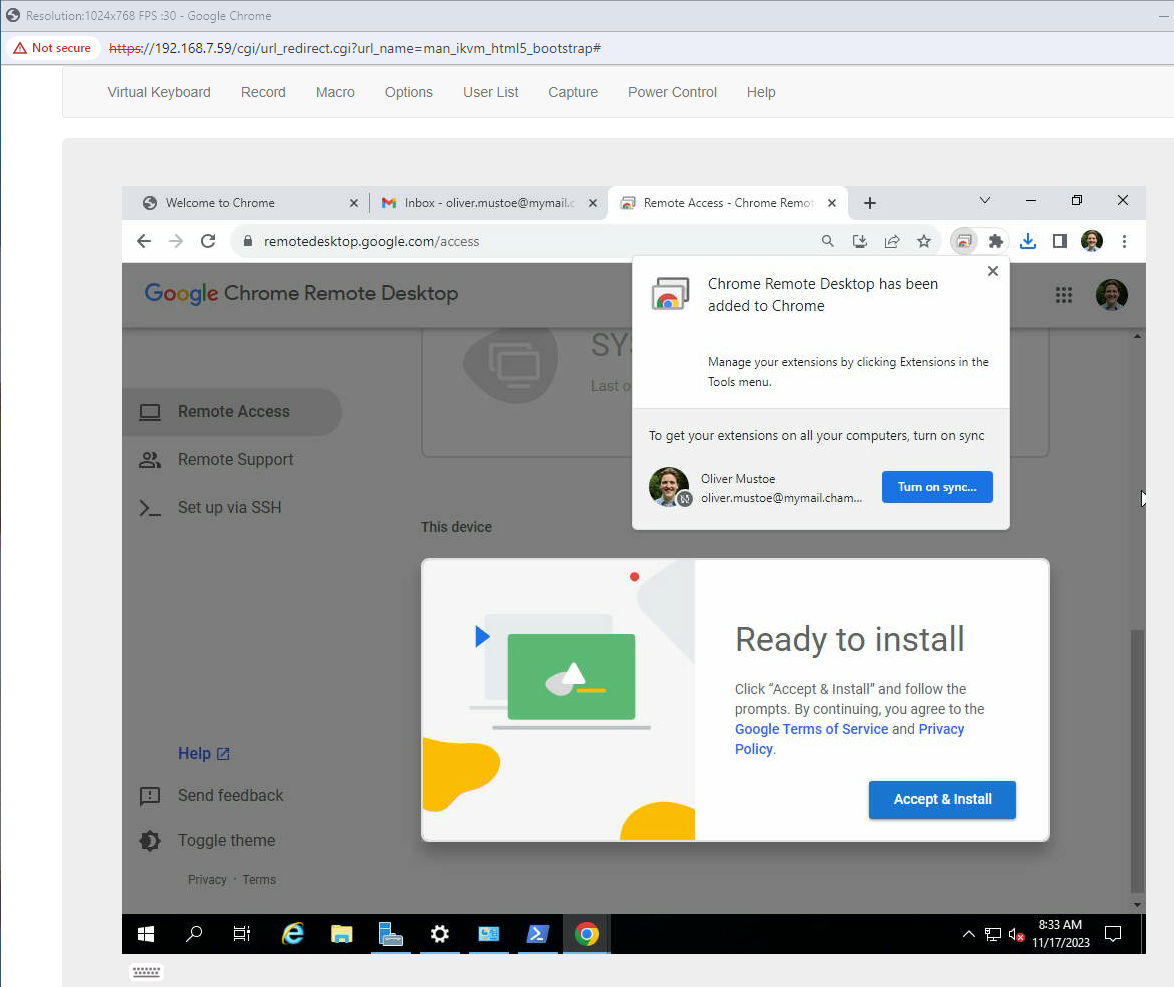 Resolution:1024x768 FPS :30 - Google Chrome
Not secure https://192.168.7.59/cgi/url_redirect.cgi?url_name=man_ikvm_html5_bootstrap#
Virtual Keyboard Record Macro Options User List Capture Power Control Help
Welcome to Chrome Inbox - oliver.mustoe@mymail.c Remote Access - Chrome Remot
remotedesktop.google.com/access
Google Chrome Remote Desktop
Chrome Remote Desktop has been
added to Chrome
Manage your extensions by clicking Extensions in the
Tools menu.
To get your extensions on all your computers, turn on sync
Oliver Mustoe
oliver.mustoe@mymail.cham...
Turn on sync...
SYS
Last o
Remote Access
Remote Support
Set up via SSH
This device
Ready to install
Click “Accept & Install” and follow the
prompts. By continuing, you agree to the
Google Terms of Service and Privacy
Policy.
Accept & Install
Help
Send feedback
Toggle theme
Privacy · Terms
8:33 AM
11/17/2023